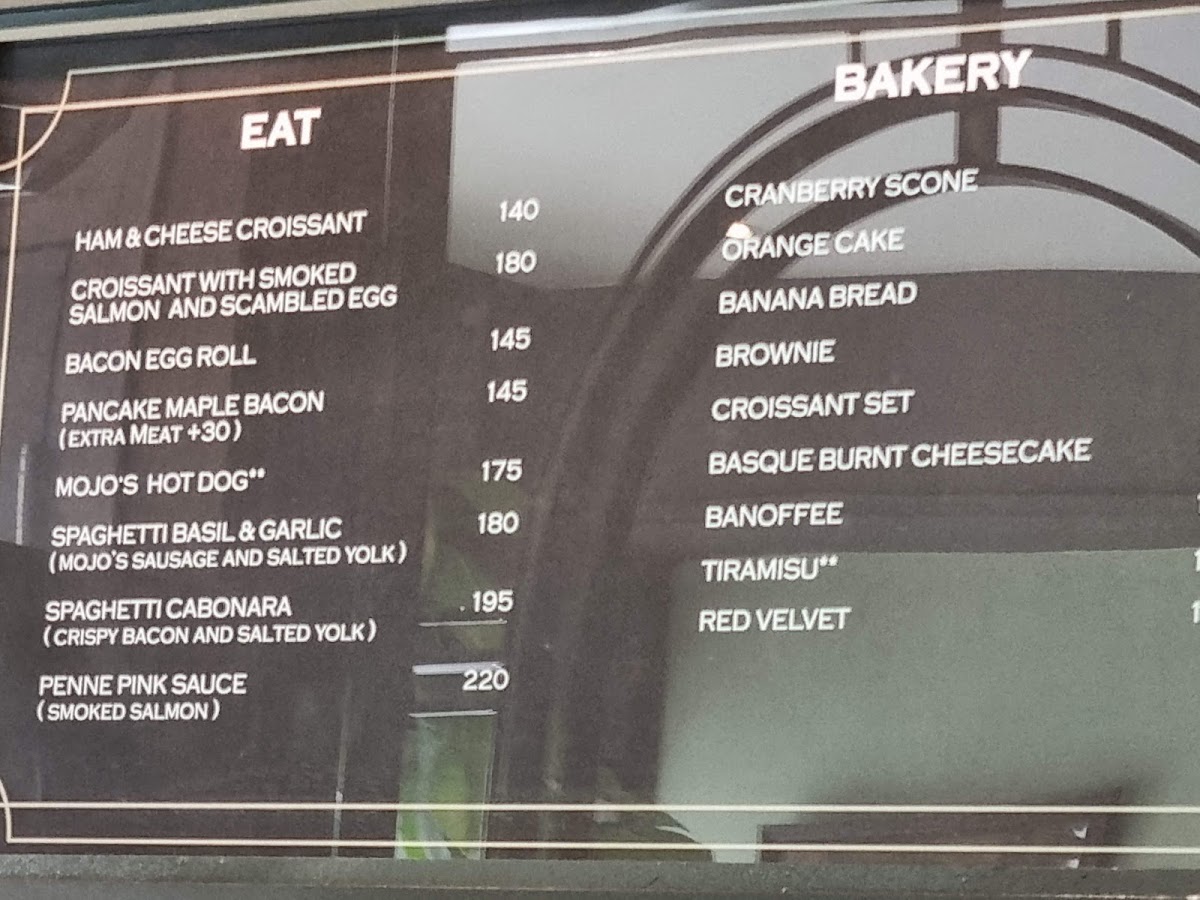 EAT
HAM & CHEESE CROISSANT 140
CROISSANT WITH SMOKED 180
SALMON AND SCAMBLED EGG
BACON EGG ROLL 145
PANCAKE MAPLE BACON 145
(EXTRA MEAT +30)
MOJO'S HOT DOG** 175
SPAGHETTI BASIL & GARLIC 180
(MOJO'S SAUSAGE AND SALTED YOLK)
SPAGHETTI CABONARA 195
(CRISPY BACON AND SALTED YOLK)
PENNE PINK SAUCE 220
(SMOKED SALMON)
BAKERY
CRANBERRY SCONE
ORANGE CAKE
BANANA BREAD
BROWNIE
CROISSANT SET
BASQUE BURNT CHEESECAKE
BANOFFEE
TIRAMISU**
RED VELVET